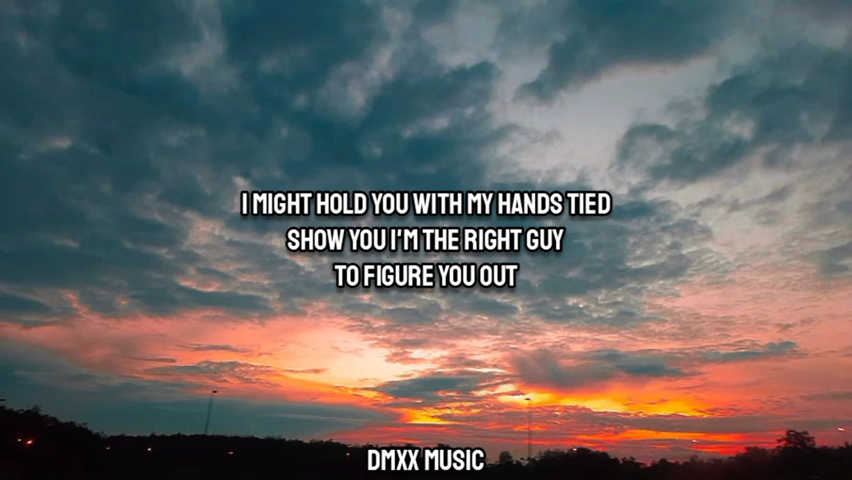 I MIGHT HOLD YOU WITH MY HANDS TIED
SHOW YOU I'M THE RIGHT GUY
TO FIGURE YOU OUT
DMXX MUSIC